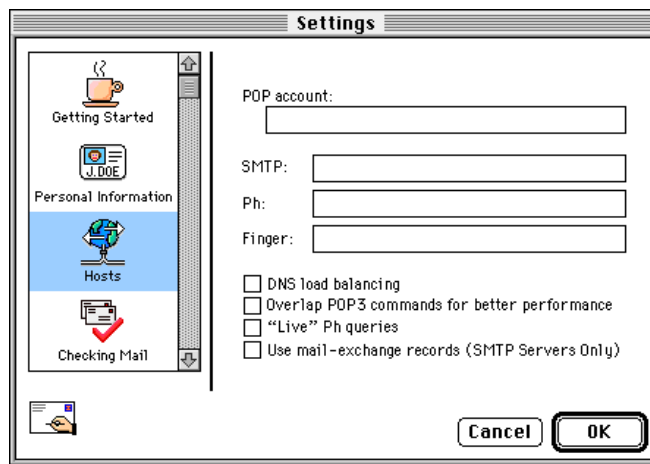 Settings
Getting Started
J.DOE
Personal Information
Hosts
Checking Mail
POP account:
SMTP:
Ph:
Finger:
DNS load balancing
Overlap POP3 commands for better performance
“Live” Ph queries
Use mail-exchange records (SMTP Servers Only)
Cancel
OK